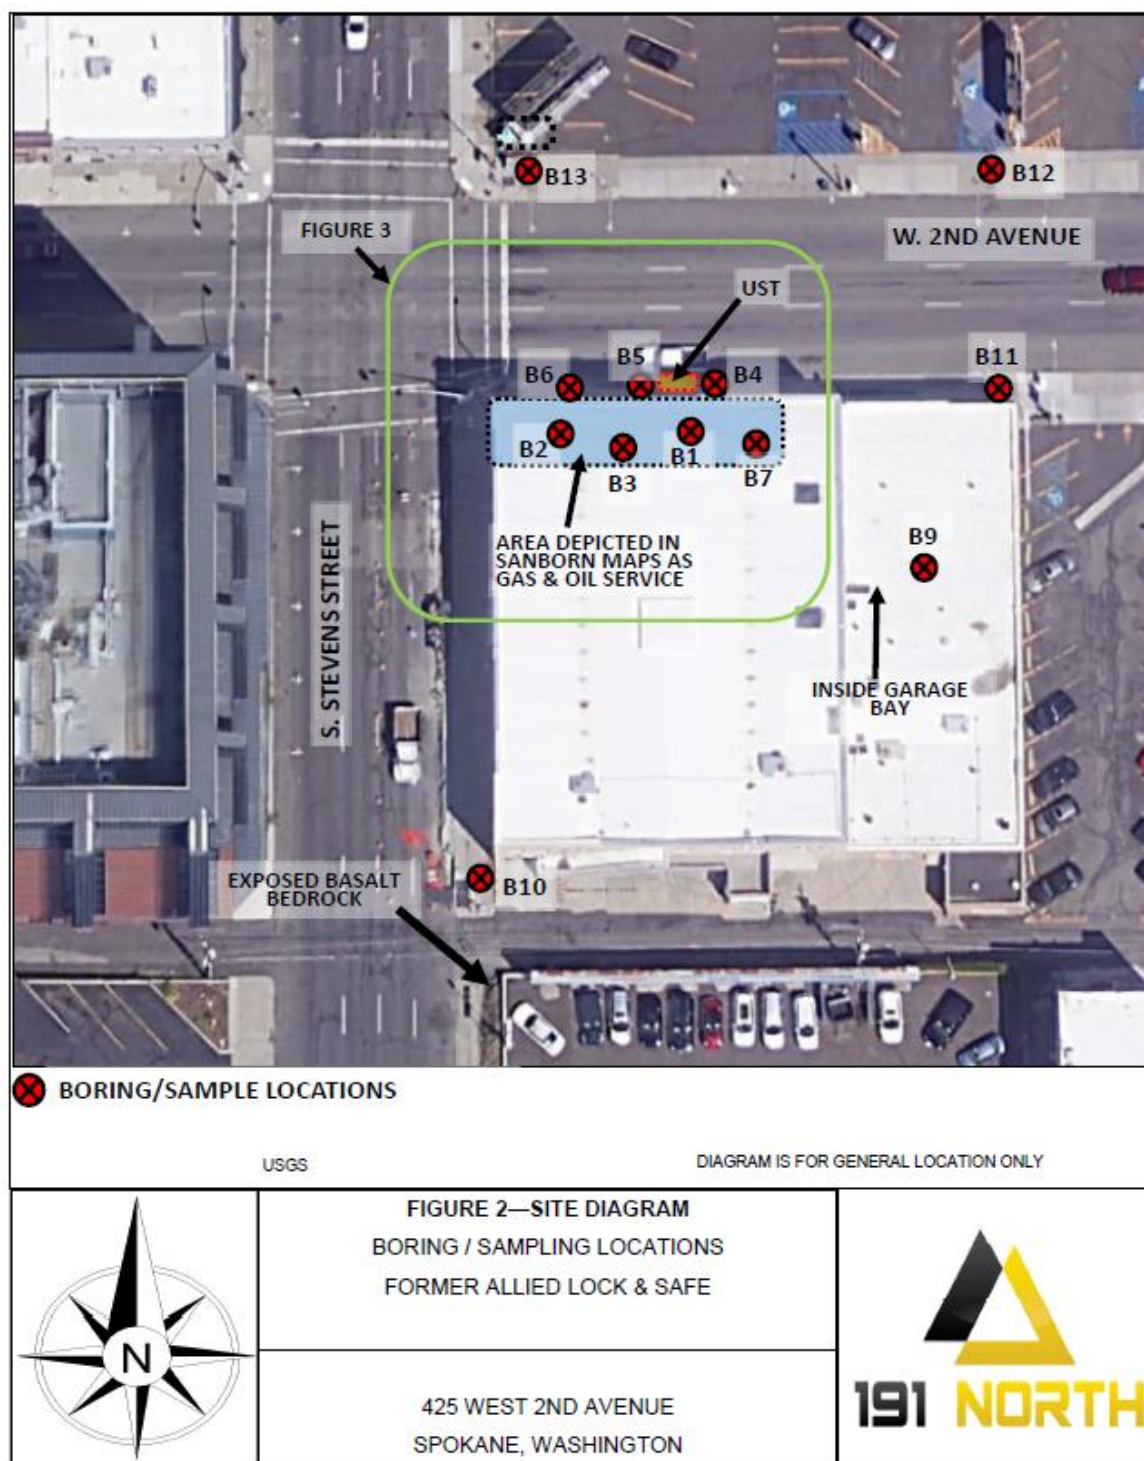 B13
B12
FIGURE 3
W. 2ND AVENUE
UST
B5
B4
B11
B6
B2
B3
B1
B7
AREA DEPICTED IN
SANBORN MAPS AS
GAS & OIL SERVICE
B9
S. STEVENS STREET
INSIDE GARAGE
BAY
EXPOSED BASALT
BEDROCK
B10
BORING/SAMPLE LOCATIONS
USGS
DIAGRAM IS FOR GENERAL LOCATION ONLY
N
FIGURE 2—SITE DIAGRAM
BORING / SAMPLING LOCATIONS
FORMER ALLIED LOCK & SAFE
425 WEST 2ND AVENUE
SPOKANE, WASHINGTON
191 NORTH